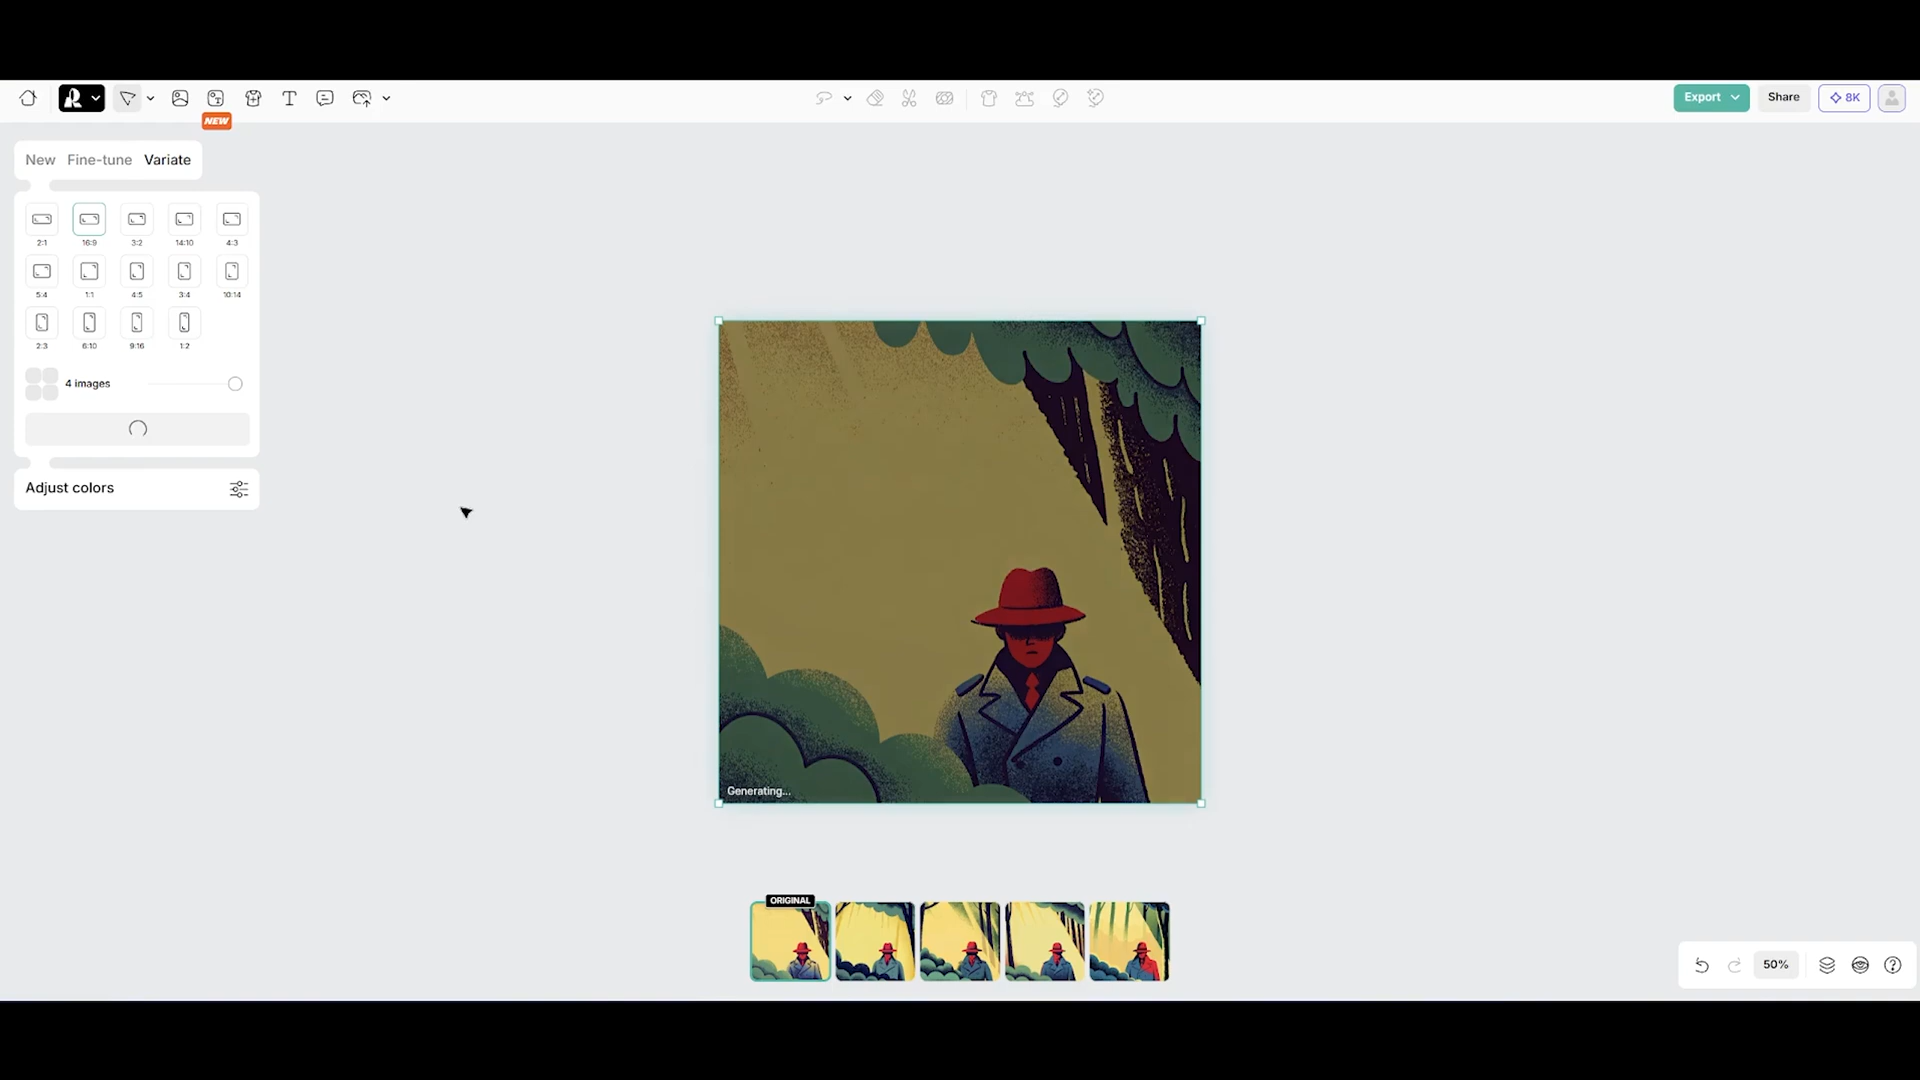 Export
Share
8K
NEW
New Fine-tune Variate
2:1 16:9 3:2 14:10 4:3
5:4 1:1 4:5 3:4 10:14
2:3 6:10 9:16 1:2
4 images
Adjust colors
Generating...
ORIGINAL
50%